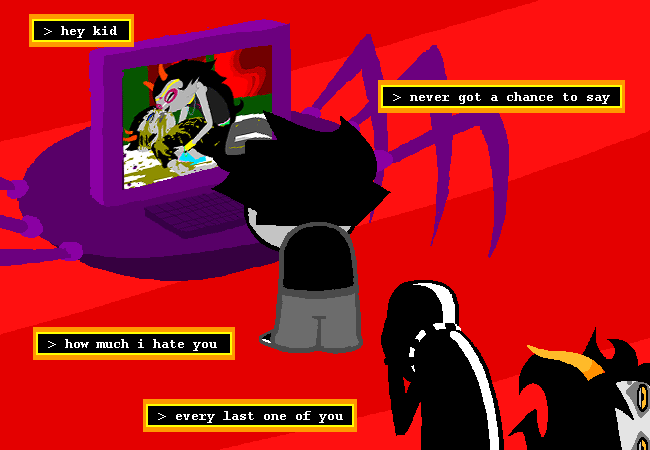 > hey kid
> never got a chance to say
> how much i hate you
> every last one of you